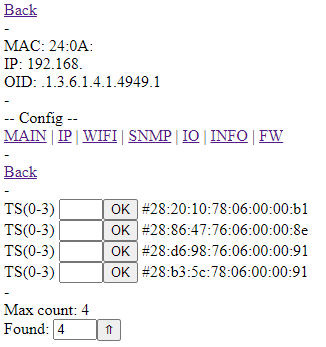 Back
-
MAC: 24:0A:
IP: 192.168.
OID: .1.3.6.1.4.1.4949.1
-
-- Config --
MAIN | IP | WIFI | SNMP | IO | INFO | FW
-
Back
-
TS(0-3) OK #28:20:10:78:06:00:00:b1
TS(0-3) OK #28:86:47:76:06:00:00:8e
TS(0-3) OK #28:d6:98:76:06:00:00:91
TS(0-3) OK #28:b3:5c:78:06:00:00:91
-
Max count: 4
Found: 4 ⇑